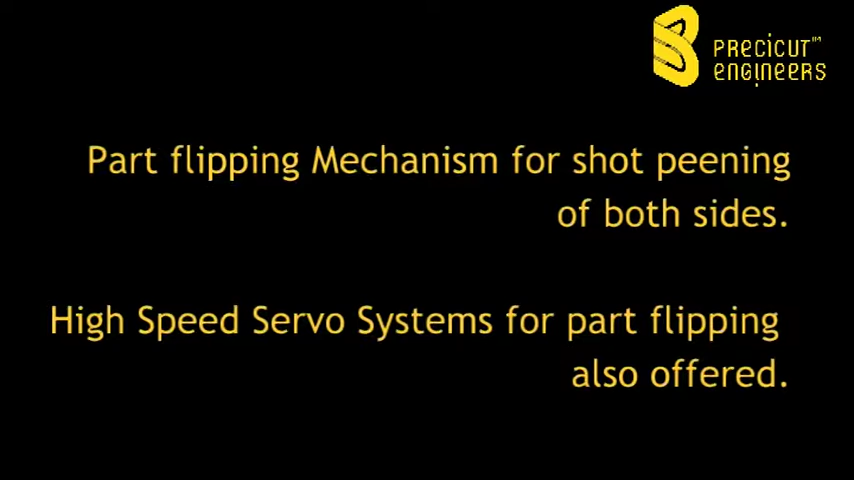 PRECICUT™
ENGINEERS
Part flipping Mechanism for shot peening
of both sides.
High Speed Servo Systems for part flipping
also offered.